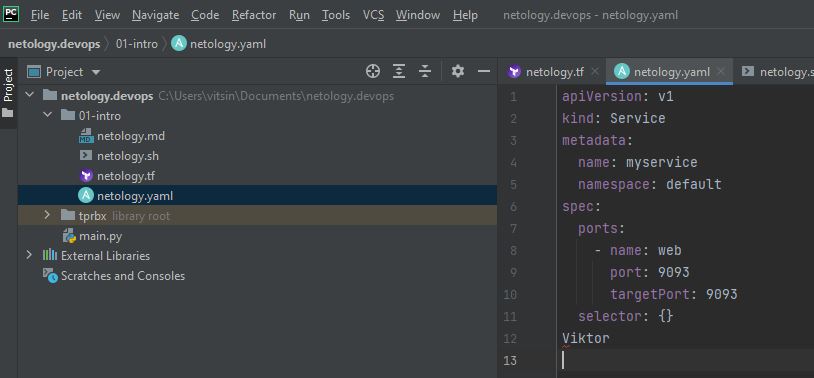 PC File Edit View Navigate Code Refactor Run Tools VCS Window Help netology.devops - netology.yaml
netology.devops 01-intro netology.yaml
Project
Project
netology.devops C:\Users\vitsin\Documents\netology.devops
01-intro
MD netology.md
netology.sh
netology.tf
A netology.yaml
tprbx library root
main.py
External Libraries
Scratches and Consoles
netology.tf A netology.yaml netology.s
1 apiVersion: v1
2 kind: Service
3 metadata:
4 name: myservice
5 namespace: default
6 spec:
7 ports:
8 - name: web
9 port: 9093
10 targetPort: 9093
11 selector: {}
12 Viktor
13